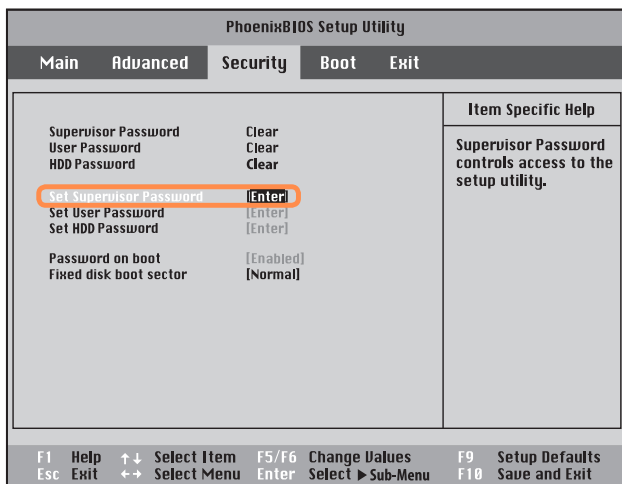 PhoenixBIOS Setup Utility
Main Advanced Security Boot Exit
Item Specific Help
Supervisor Password Clear
User Password Clear
HDD Password Clear
Supervisor Password
controls access to the
setup utility.
Set Supervisor Password [Enter]
Set User Password [Enter]
Set HDD Password [Enter]
Password on boot [Enabled]
Fixed disk boot sector [Normal]
F1 Help ↑↓ Select Item F5/F6 Change Values F9 Setup Defaults
Esc Exit ←→ Select Menu Enter Select ▶Sub-Menu F10 Save and Exit